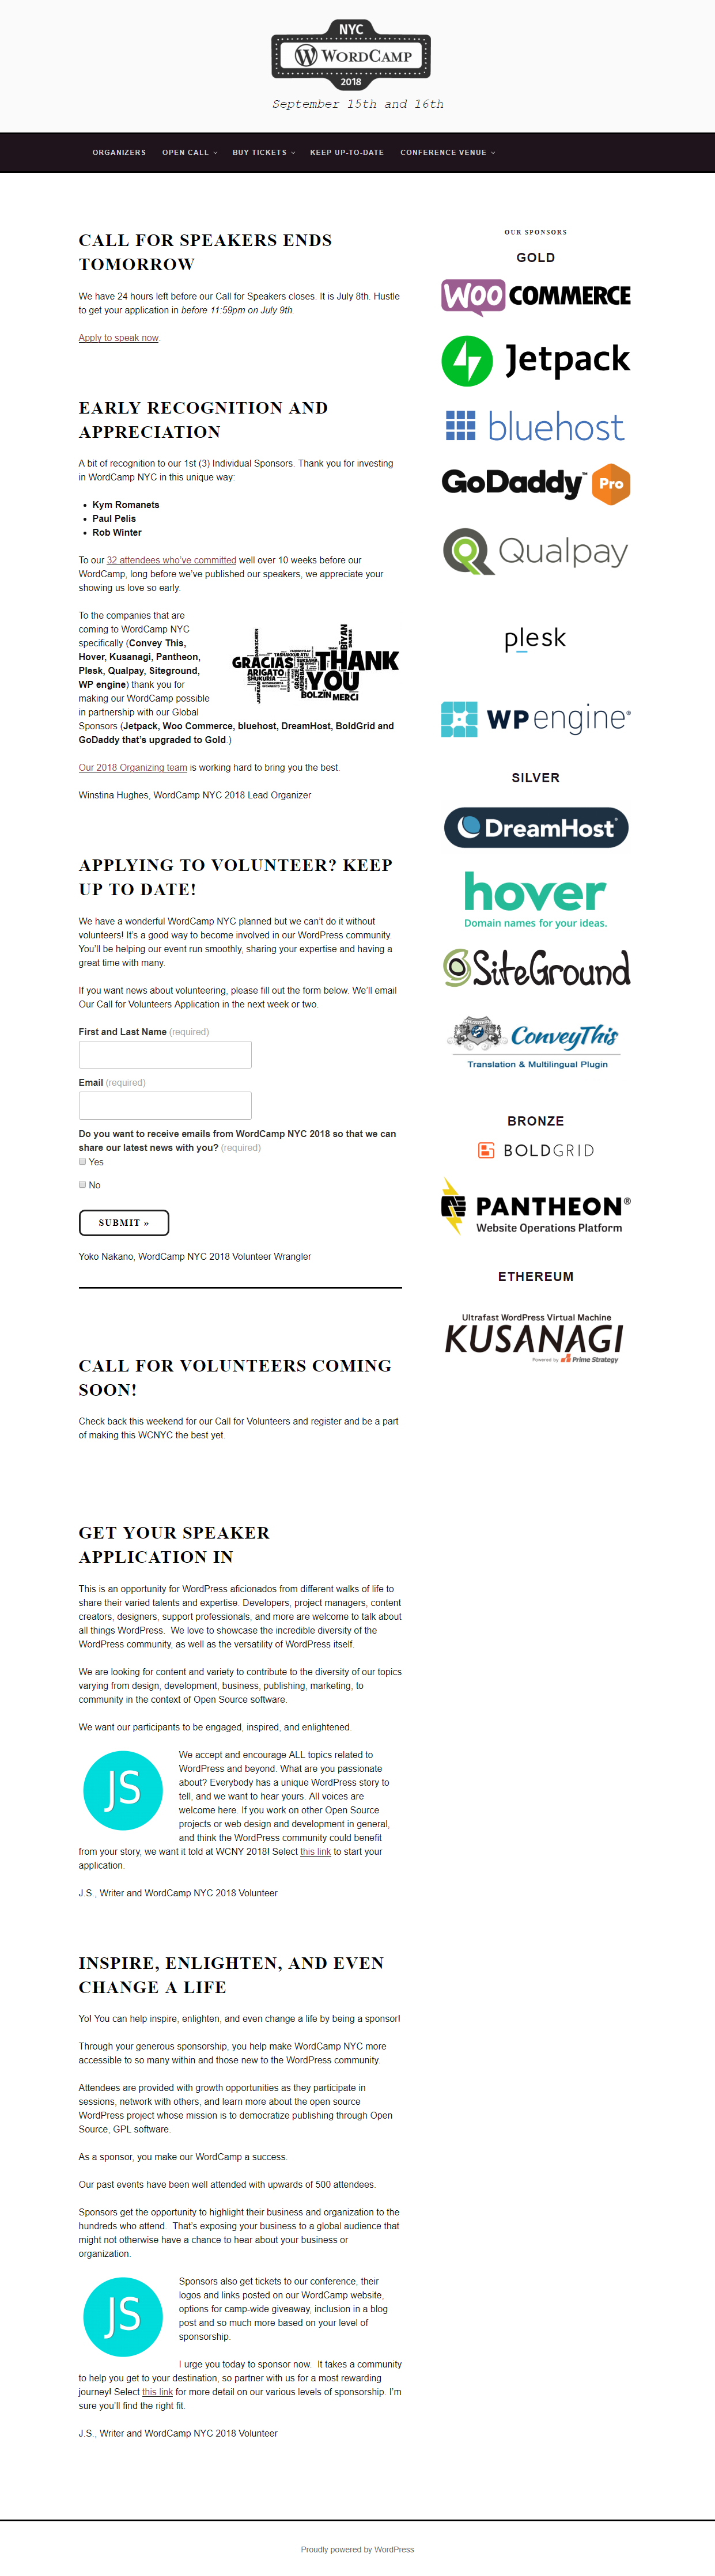 NYC
WORDCAMP
2018
September 15th and 16th
ORGANIZERS OPEN CALL BUY TICKETS KEEP UP-TO-DATE CONFERENCE VENUE
CALL FOR SPEAKERS ENDS
TOMORROW
We have 24 hours left before our Call for Speakers closes. It is July 8th. Hustle
to get your application in before 11:59pm on July 9th.
Apply to speak now.
EARLY RECOGNITION AND
APPRECIATION
A bit of recognition to our 1st (3) Individual Sponsors. Thank you for investing
in WordCamp NYC in this unique way:
Kym Romanets
Paul Pelis
Rob Winter
To our 32 attendees who've committed well over 10 weeks before our
WordCamp, long before we've published our speakers, we appreciate your
showing us love so early.
To the companies that are
coming to WordCamp NYC
specifically (Convey This,
Hover, Kusanagi, Pantheon,
Plesk, Qualpay, Siteground,
WP engine) thank you for
making our WordCamp possible
in partnership with our Global
Sponsors (Jetpack, Woo Commerce, bluehost, DreamHost, BoldGrid and
GoDaddy that's upgraded to Gold.)
GRACIAS
ARIGATO
THANK
YOU
BOLZİN
MERCI
Our 2018 Organizing team is working hard to bring you the best.
Winstina Hughes, WordCamp NYC 2018 Lead Organizer
APPLYING TO VOLUNTEER? KEEP
UP TO DATE!
We have a wonderful WordCamp NYC planned but we can't do it without
volunteers! It's a good way to become involved in our WordPress community.
You'll be helping our event run smoothly, sharing your expertise and having a
great time with many.
If you want news about volunteering, please fill out the form below. We'll email
Our Call for Volunteers Application in the next week or two.
First and Last Name (required)
Email (required)
Do you want to receive emails from WordCamp NYC 2018 so that we can
share our latest news with you? (required)
Yes
No
SUBMIT »
Yoko Nakano, WordCamp NYC 2018 Volunteer Wrangler
CALL FOR VOLUNTEERS COMING
SOON!
Check back this weekend for our Call for Volunteers and register and be a part
of making this WCNYC the best yet.
GET YOUR SPEAKER
APPLICATION IN
This is an opportunity for WordPress aficionados from different walks of life to
share their varied talents and expertise. Developers, project managers, content
creators, designers, support professionals, and more are welcome to talk about
all things WordPress. We love to showcase the incredible diversity of the
WordPress community, as well as the versatility of WordPress itself.
We are looking for content and variety to contribute to the diversity of our topics
varying from design, development, business, publishing, marketing, to
community in the context of Open Source software.
We want our participants to be engaged, inspired, and enlightened.
JS
We accept and encourage ALL topics related to
WordPress and beyond. What are you passionate
about? Everybody has a unique WordPress story to
tell, and we want to hear yours. All voices are
welcome here. If you work on other Open Source
projects or web design and development in general,
and think the WordPress community could benefit
from your story, we want it told at WCNY 2018! Select this link to start your
application.
J.S., Writer and WordCamp NYC 2018 Volunteer
INSPIRE, ENLIGHTEN, AND EVEN
CHANGE A LIFE
Yo! You can help inspire, enlighten, and even change a life by being a sponsor!
Through your generous sponsorship, you help make WordCamp NYC more
accessible to so many within and those new to the WordPress community.
Attendees are provided with growth opportunities as they participate in
sessions, network with others, and learn more about the open source
WordPress project whose mission is to democratize publishing through Open
Source, GPL software.
As a sponsor, you make our WordCamp a success.
Our past events have been well attended with upwards of 500 attendees.
Sponsors get the opportunity to highlight their business and organization to the
hundreds who attend. That's exposing your business to a global audience that
might not otherwise have a chance to hear about your business or
organization.
JS
Sponsors also get tickets to our conference, their
logos and links posted on our WordCamp website,
options for camp-wide giveaway, inclusion in a blog
post and so much more based on your level of
sponsorship.
I urge you today to sponsor now. It takes a community
to help you get to your destination, so partner with us for a most rewarding
journey! Select this link for more detail on our various levels of sponsorship. I'm
sure you'll find the right fit.
J.S., Writer and WordCamp NYC 2018 Volunteer
OUR SPONSORS
GOLD
WOO COMMERCE
Jetpack
bluehost
GoDaddy™ Pro
Qualpay
plesk
WP engine®
SILVER
DreamHost®
hover
Domain names for your ideas.
SiteGround
ConveyThis
Translation & Multilingual Plugin
BRONZE
BOLDGRID
PANTHEON®
Website Operations Platform
ETHEREUM
Ultrafast WordPress Virtual Machine
KUSANAGI
Powered by Prime Strategy
Proudly powered by WordPress